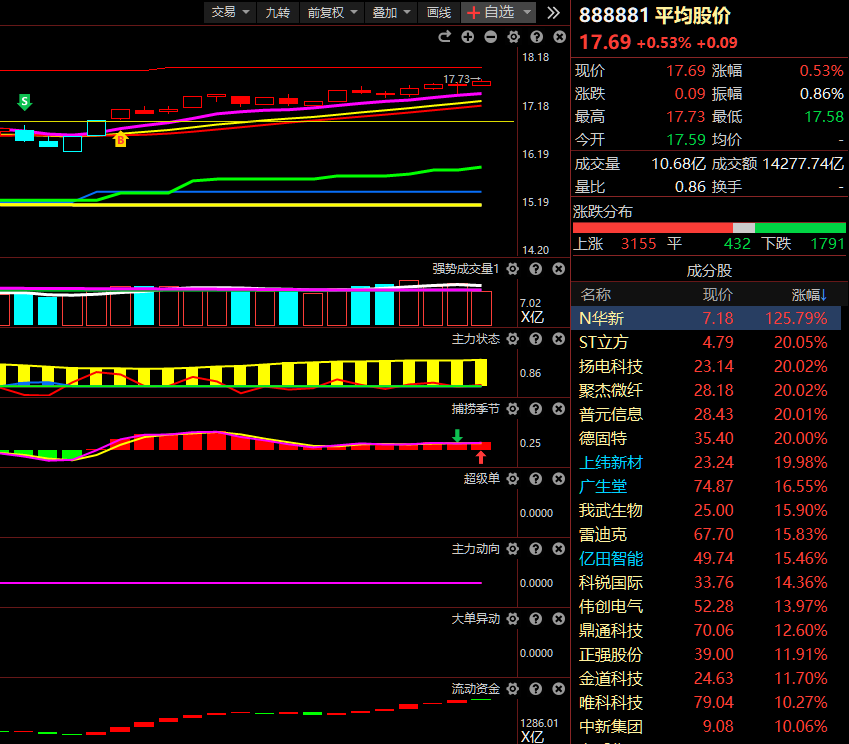 交易 九转 前复权 叠加 画线 +自选 »
888881 平均股价
17.69 +0.53% +0.09
现价 17.69 涨幅 0.53%
涨跌 0.09 振幅 0.86%
最高 17.73 最低 17.58
今开 17.59 均价 -
成交量 10.68亿 成交额 14277.74亿
量比 0.86 换手 -
涨跌分布
上涨 3155 平 432 下跌 1791
成分股
名称 现价 涨幅↓
N华新 7.18 125.79%
ST立方 4.79 20.05%
扬电科技 23.14 20.02%
聚杰微纤 28.18 20.02%
普元信息 28.43 20.01%
德固特 35.40 20.00%
上纬新材 23.24 19.98%
广生堂 74.87 16.55%
我武生物 25.00 15.90%
雷迪克 67.70 15.83%
亿田智能 49.74 15.46%
科锐国际 33.76 14.36%
伟创电气 52.28 13.97%
鼎通科技 70.06 12.60%
正强股份 39.00 11.91%
金道科技 24.63 11.70%
唯科科技 79.04 10.27%
中新集团 9.08 10.06%
18.18
17.73→
17.18
S
B
16.19
15.19
14.20
强势成交量1
7.02
X亿
主力状态
0.86
捕捞季节
0.25
超级单
0.0000
主力动向
0.0000
大单异动
0.0000
流动资金
1286.01
X亿